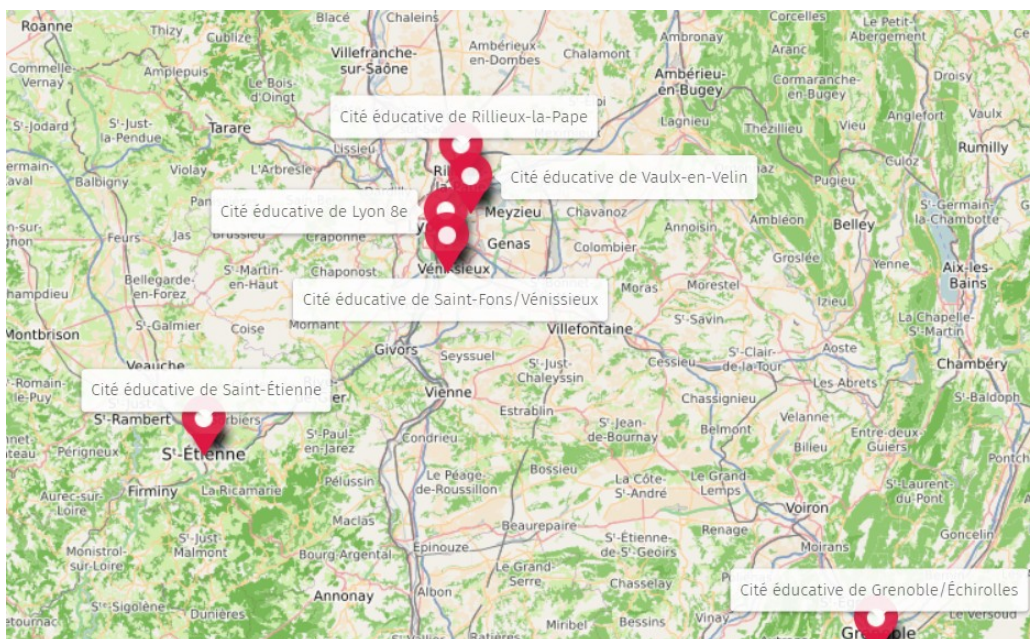 Roanne
Thizy
Cublize
Blacé
Chaleins
Corcelles
Le Petit-
Abergement
Commelle-
Vernay
Amplepuis
Villefranche-
sur-Saône
Ambérieux
en-Dombes
Chalamont
Ambronay
Aranc
Cormaranche-
en-Bugey
Champagne-
Droisy
Le Bois-
d'Oingt
Ambérieu-
en-Bugey
Sᵗ-Jodard
Sᵗ-Just-
la-Pendue
Tarare
Cité éducative de Rillieux-la-Pape
Lagnieu
Thézillieu
Vieu
Anglefort
Vaulx
Lissieu
Rumilly
Balbigny
Violay
L'Arbresle
Culoz
Cité éducative de Vaulx-en-Velin
Pugieu
Sᵗ-Germain-
la-Chambotte
Cité éducative de Lyon 8e
Meyzieu
Chavanoz
Ambléon
Belley
Feurs
Jas
Brussieu
Craponne
Annoisin
Genas
Colombier
Groslée
Yenne
Aix-les-
Bains
Sᵗ-Martin-
en-Haut
Chaponost
Vénissieux
Bellegarde-
en-Forez
Moras
Morestel
Cité éducative de Saint-Fons/Vénissieux
Izieu
Sᵗ-Galmier
Coise
Mornant
Villefontaine
Sᵗ-Savin
La Chapelle-
Sᵗ-Martin
Montbrison
Givors
Seyssuel
Aoste
Veauche
Sᵗ-Just-
Chaleyssin
Cessieu
Sᵗ-Clair-
de-la-Tour
Chambéry
Cité éducative de Saint-Étienne
Vienne
Les Abrets
Chassignieu
Sᵗ-Baldoph
Sᵗ-Rambert
Estrablin
Sᵗ-Jean-
de-Bournay
Velanne
Belmont
Entre-deux-
Guiers
Périgneux
Sᵗ-Étienne
Sᵗ-Paul-
en-Jarez
Condrieu
Bilieu
Bossieu
Firminy
La Ricamarie
Pélussin
Le Péage-
de-Roussillon
La Côte-
Sᵗ-André
Le Grand-
Lemps
Sᵗ-Laurent-
du-Pont
Aurec-sur-
Loire
Voiron
Maclas
Beaurepaire
Renage
Sᵗ-Just-
Malmont
Monistrol-
sur-Loire
Bourg-Argental
Epinouze
Sᵗ-Étienne-
de-Sᵗ-Geoirs
Moirans
Goncelin
Le Grand-
Serre
Chasselay
Cité éducative de Grenoble/Échirolles
Annonay
Albon
Sᵗᵉ-Sigolène
Dunières
Ratières
Miribel
Bessins
Vinay
Le Versoud